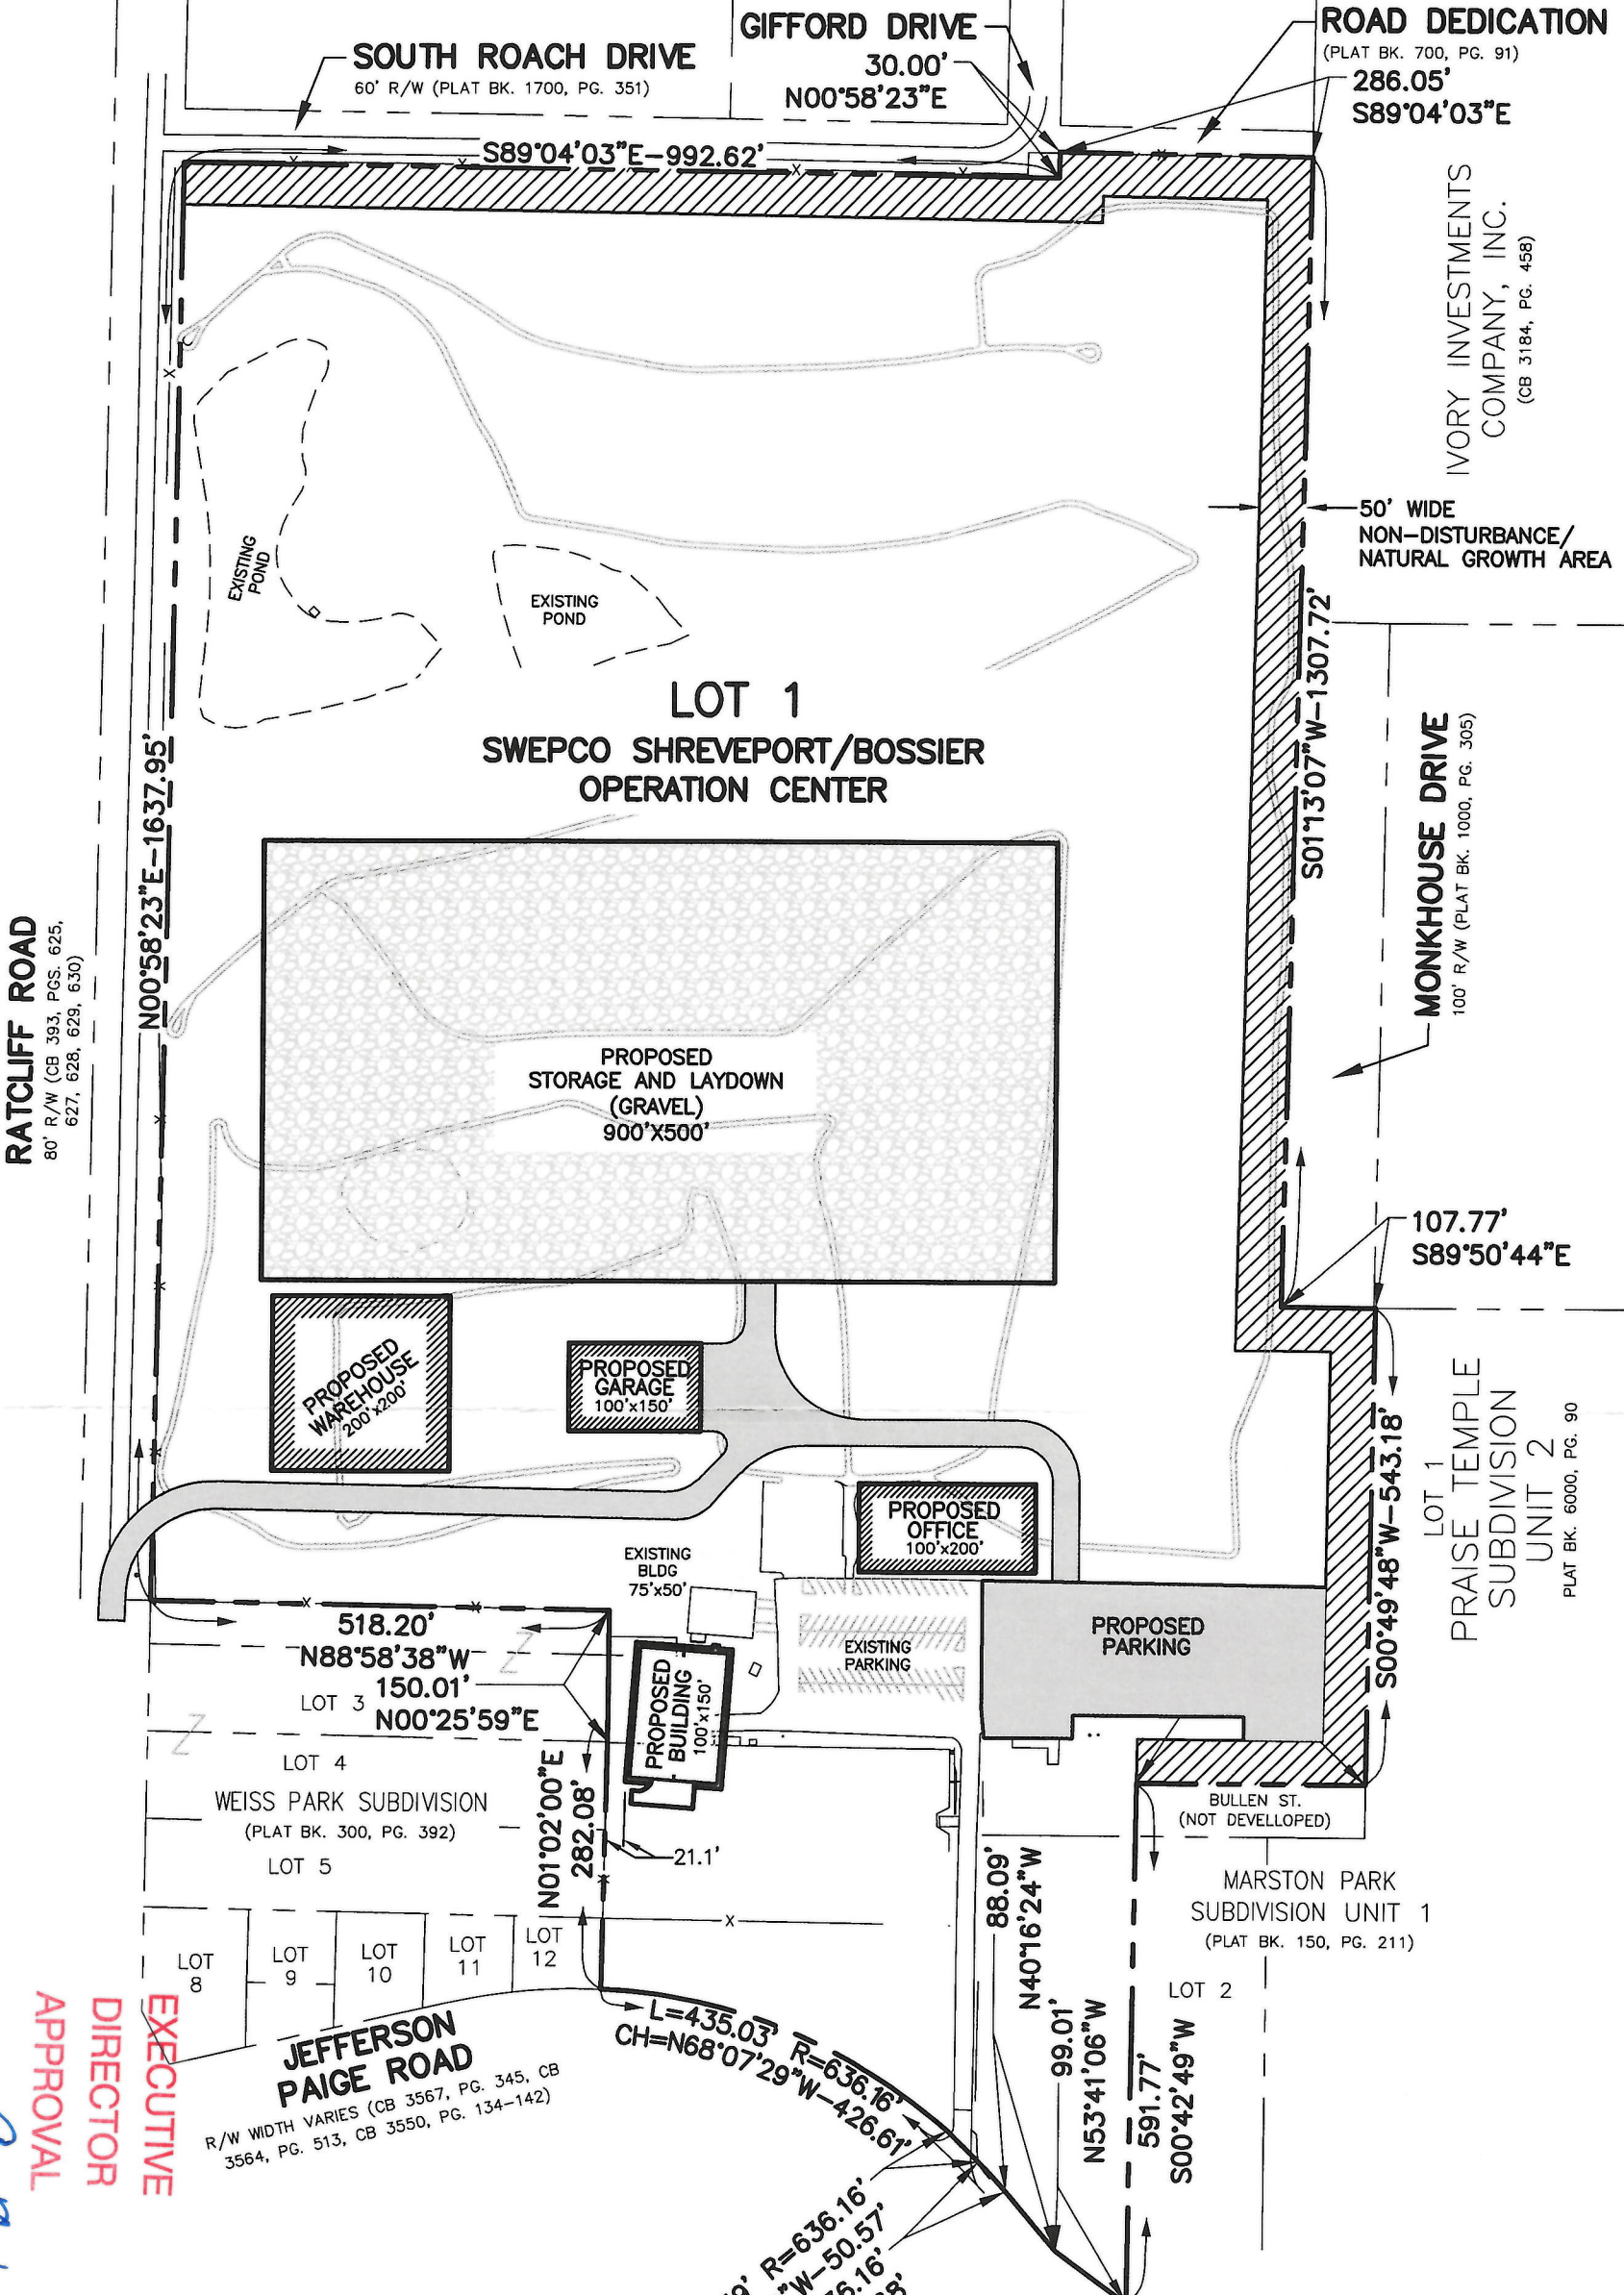 SOUTH ROACH DRIVE
60' R/W (PLAT BK. 1700, PG. 351)
GIFFORD DRIVE
30.00'
N00°58'23"E
ROAD DEDICATION
(PLAT BK. 700, PG. 91)
286.05'
S89°04'03"E
S89°04'03"E-992.62'
IVORY INVESTMENTS
COMPANY, INC.
(CB 3184, PG. 458)
50' WIDE
NON-DISTURBANCE/
NATURAL GROWTH AREA
EXISTING
POND
EXISTING
POND
LOT 1
SWEPCO SHREVEPORT/BOSSIER
OPERATION CENTER
N00°58'23"E-1637.95'
S01°13'07"W-1307.72'
MONKHOUSE DRIVE
100' R/W (PLAT BK. 1000, PG. 305)
RATCLIFF ROAD
80' R/W (CB 393, PGS. 625,
627, 628, 629, 630)
PROPOSED
STORAGE AND LAYDOWN
(GRAVEL)
900'X500'
107.77'
S89°50'44"E
PROPOSED
WAREHOUSE
200'x200'
PROPOSED
GARAGE
100'x150'
PROPOSED
OFFICE
100'x200'
S00°49'48"W-543.18'
LOT 1
PRAISE TEMPLE
SUBDIVISION
UNIT 2
PLAT BK. 6000, PG. 90
EXISTING
BLDG
75'x50'
518.20'
N88°58'38"W
150.01'
N00°25'59"E
LOT 3
PROPOSED
BUILDING
100'x150'
EXISTING
PARKING
PROPOSED
PARKING
Z
Z
LOT 4
WEISS PARK SUBDIVISION
(PLAT BK. 300, PG. 392)
LOT 5
N01°02'00"E
282.08'
21.1'
BULLEN ST.
(NOT DEVELLOPED)
MARSTON PARK
SUBDIVISION UNIT 1
(PLAT BK. 150, PG. 211)
LOT 2
88.09'
N40°16'24"W
99.01'
N53°41'06"W
591.77'
S00°42'49"W
LOT
8
LOT
9
LOT
10
LOT
11
LOT
12
JEFFERSON
PAIGE ROAD
R/W WIDTH VARIES (CB 3567, PG. 345, CB
3564, PG. 513, CB 3550, PG. 134-142)
L=435.03' R=636.16'
CH=N68°07'29"W-426.61'
R=636.16'
"W-50.57'
EXECUTIVE
DIRECTOR
APPROVAL